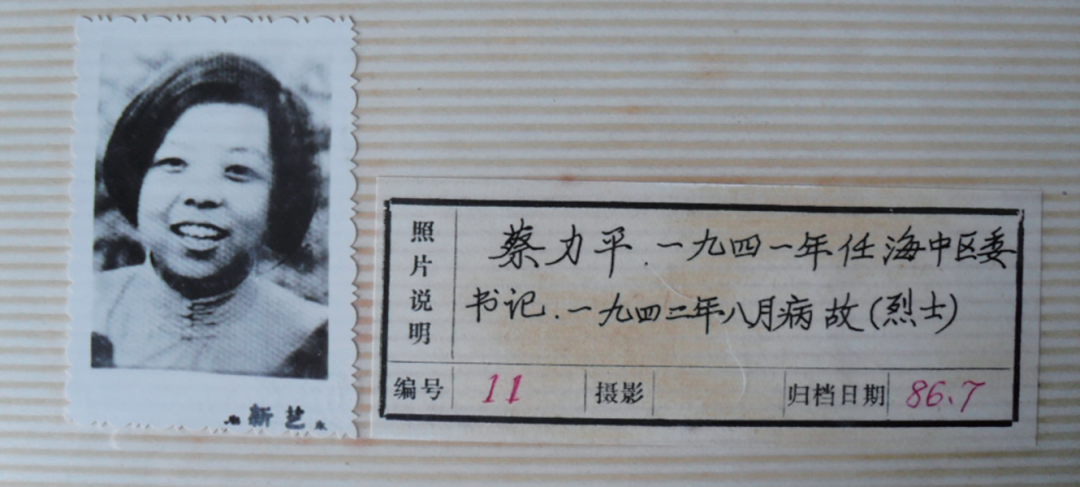 新艺
照片说明
蔡力平.一九四一年任海中区委
书记.一九四二年八月病故(烈士)
编号 11 摄影 归档日期 86.7